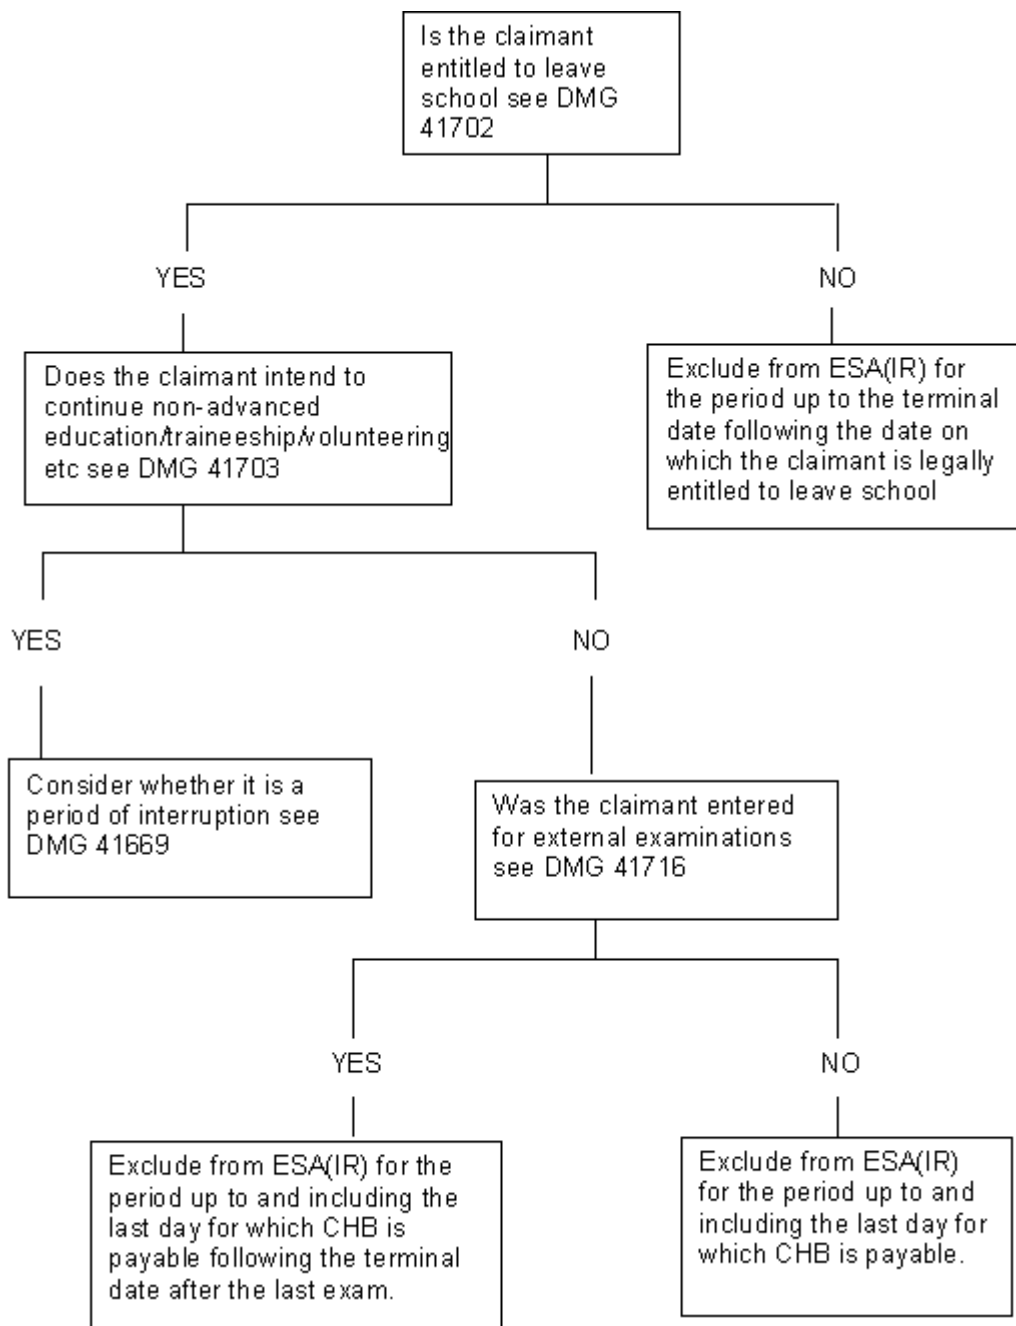 Is the claimant
entitled to leave
school see DMG
41702
YES
NO
Does the claimant intend to
continue non-advanced
education/traineeship/volunteering
etc see DMG 41703
Exclude from ESA(IR) for
the period up to the terminal
date following the date on
which the claimant is legally
entitled to leave school
YES
NO
Consider whether it is a
period of interruption see
DMG 41669
Was the claimant entered
for external examinations
see DMG 41716
YES
NO
Exclude from ESA(IR) for the
period up to and including the
last day for which CHB is
payable following the terminal
date after the last exam.
Exclude from ESA(IR)
for the period up to and
including the last day for
which CHB is payable.